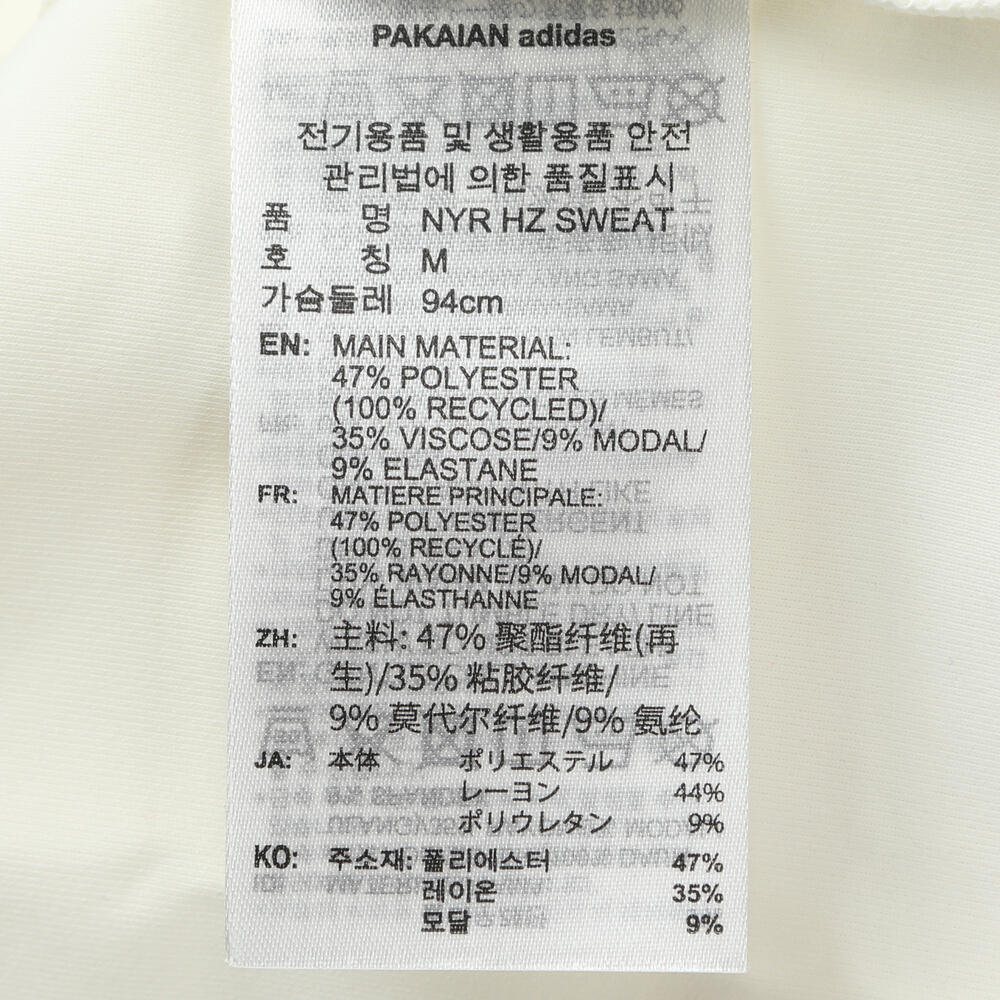 PAKAIAN adidas
전기용품 및 생활용품 안전
관리법에 의한 품질표시
품 명 NYR HZ SWEAT
호 칭 M
가슴둘레 94cm
EN: MAIN MATERIAL:
47% POLYESTER
(100% RECYCLED)/
35% VISCOSE/9% MODAL/
9% ELASTANE
FR: MATIERE PRINCIPALE:
47% POLYESTER
(100% RECYCLÉ)/
35% RAYONNE/9% MODAL/
9% ÉLASTHANNE
ZH: 主料: 47% 聚酯纤维(再
生)/35% 粘胶纤维/
9% 莫代尔纤维/9% 氨纶
JA: 本体 ポリエステル 47%
レーヨン 44%
ポリウレタン 9%
KO: 주소재: 폴리에스터 47%
레이온 35%
모달 9%